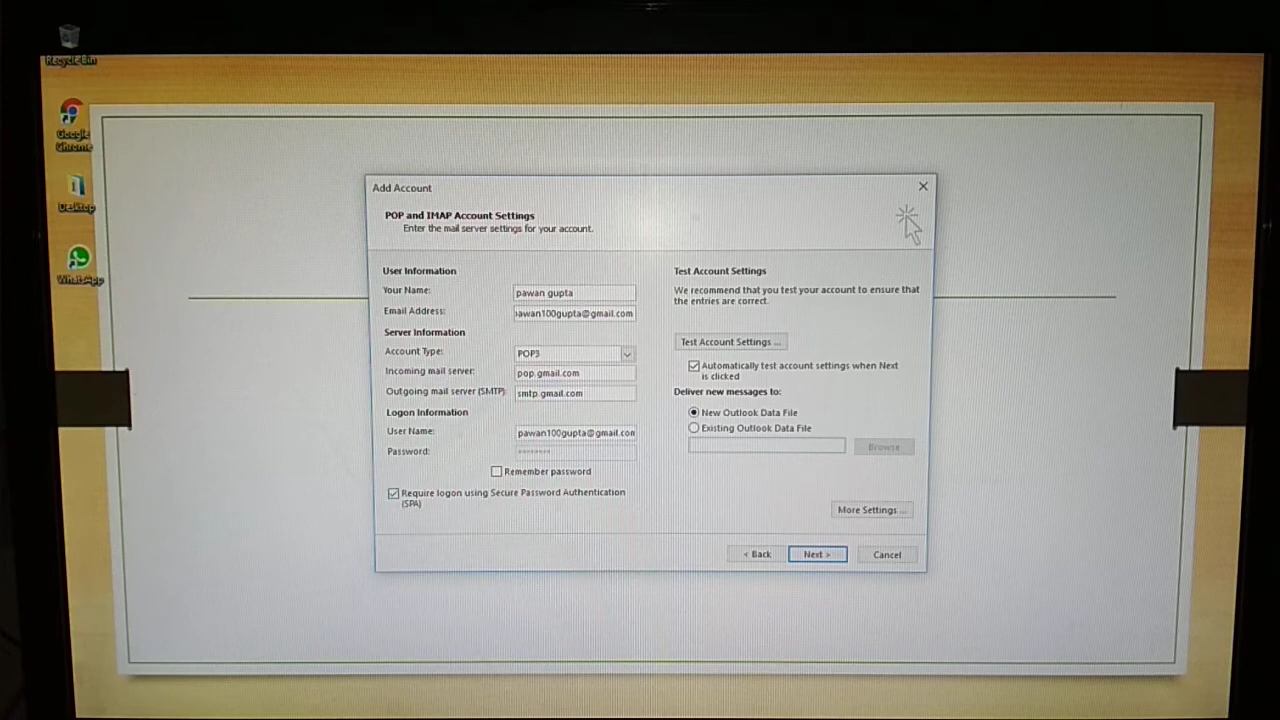 Recycle Bin
Google
Chrome
Desktop
WhatsApp
Add Account
POP and IMAP Account Settings
Enter the mail server settings for your account.
User Information
Your Name:
pawan gupta
Email Address:
awan100gupta@gmail.com
Server Information
Account Type:
POP3
Incoming mail server:
pop.gmail.com
Outgoing mail server (SMTP):
smtp.gmail.com
Logon Information
User Name:
pawan100gupta@gmail.con
Password:
********
Remember password
Require logon using Secure Password Authentication
(SPA)
Test Account Settings
We recommend that you test your account to ensure that
the entries are correct.
Test Account Settings ...
Automatically test account settings when Next
is clicked
Deliver new messages to:
New Outlook Data File
Existing Outlook Data File
Browse
More Settings ...
< Back
Next >
Cancel